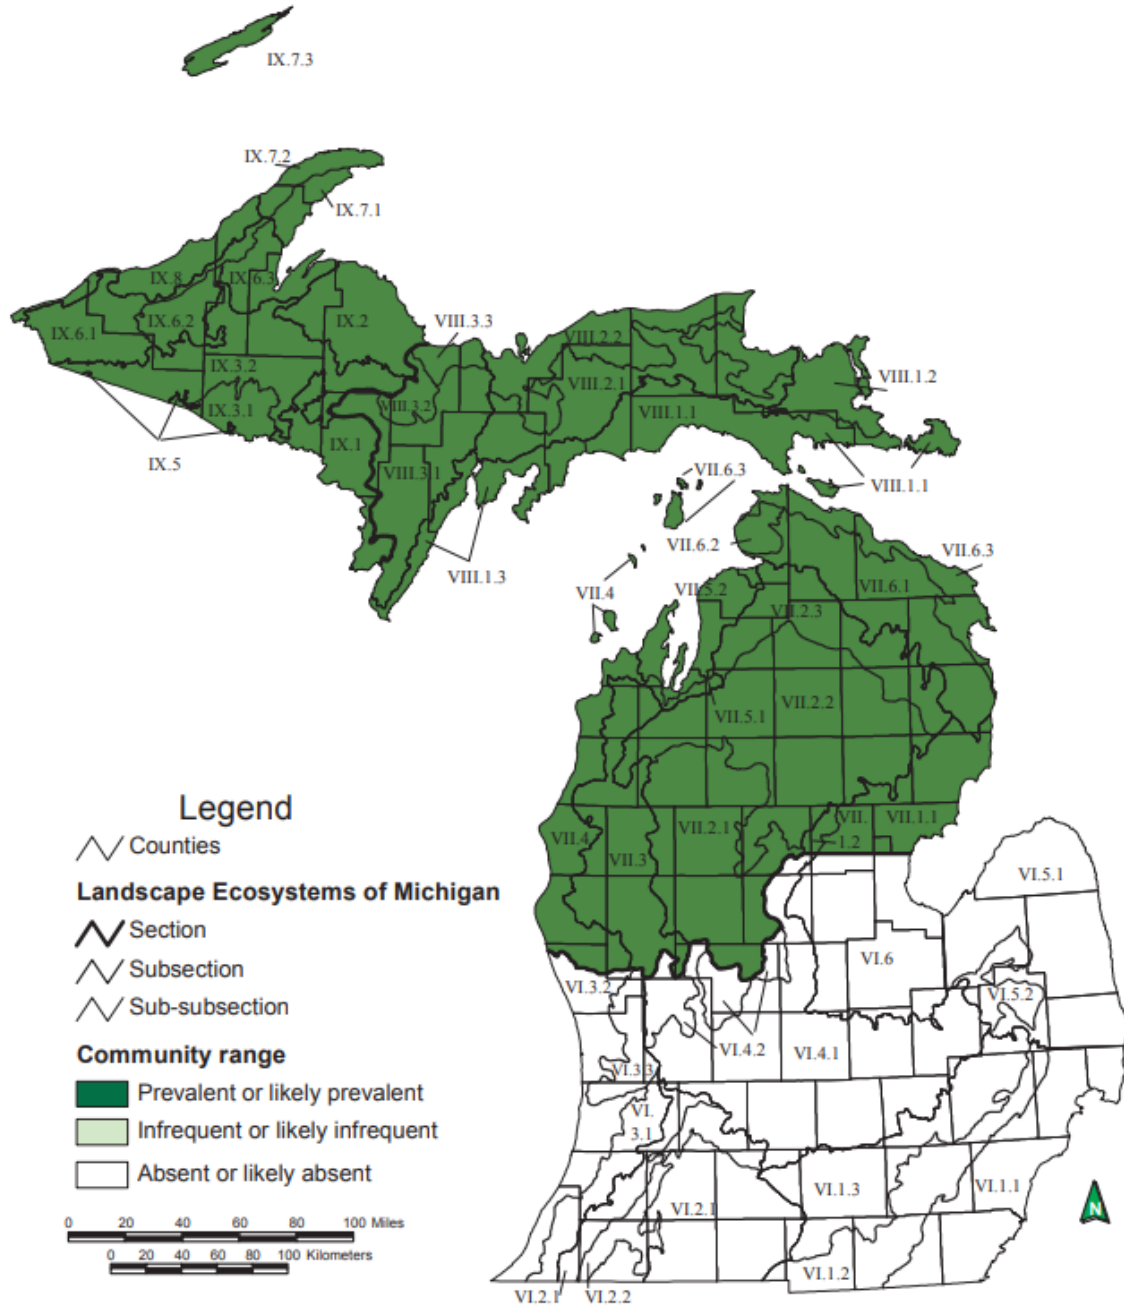 IX.7.3
IX.7.2
IX.7.1
IX.8
IX.6.3
IX.6.1
IX.6.2
IX.2
VIII.3.3
VIII.2.2
IX.3.2
VIII.2.1
VIII.1.2
IX.3.1
VIII.3.2
VIII.1.1
IX.1
IX.5
VIII.3.1
VII.6.3
VIII.1.1
VII.6.2
VII.6.3
VIII.1.3
VII.4
VII.5.2
VII.6.1
VII.2.3
VII.5.1
VII.2.2
Legend
Counties
Landscape Ecosystems of Michigan
Section
Subsection
Sub-subsection
Community range
Prevalent or likely prevalent
Infrequent or likely infrequent
Absent or likely absent
0 20 40 60 80 100 Miles
0 20 40 60 80 100 Kilometers
VII.4
VII.3
VII.2.1
VII.
1.2
VII.1.1
VI.5.1
VI.6
VI.3.2
VI.5.2
VI.4.2
VI.4.1
VI.3.3
VI.
3.1
VI.2.1
VI.1.3
VI.1.1
N
VI.1.2
VI.2.1
VI.2.2